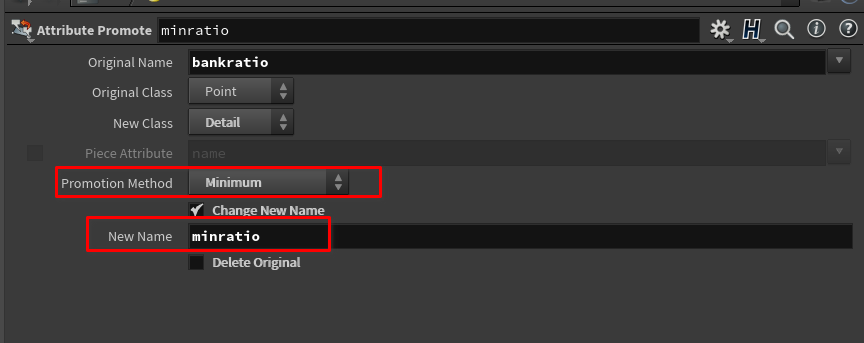 Attribute Promote minratio
Original Name bankratio
Original Class Point
New Class Detail
Piece Attribute name
Promotion Method Minimum
Change New Name
New Name minratio
Delete Original